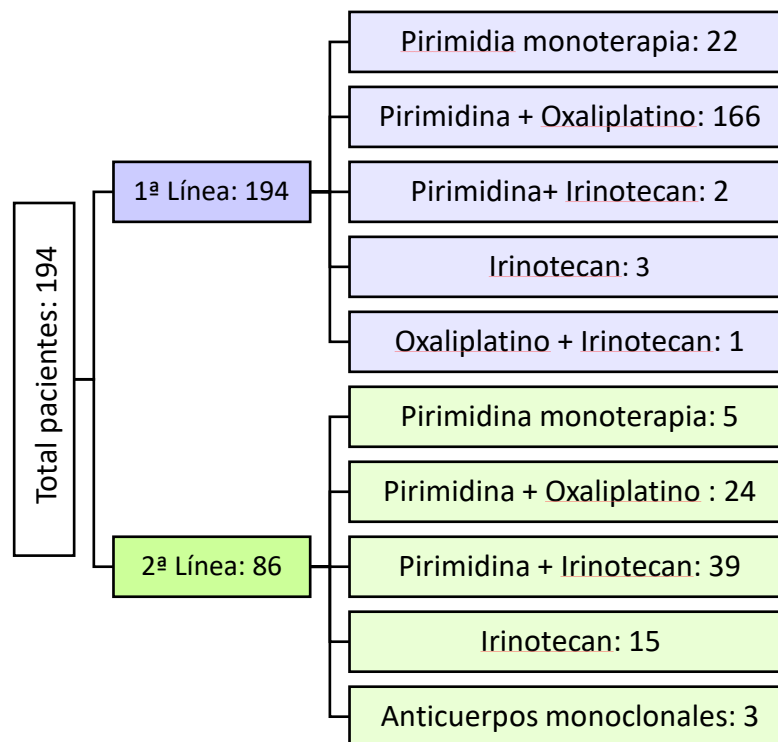 Total pacientes: 194
1ª Línea: 194
Pirimidia monoterapia: 22
Pirimidina + Oxaliplatino: 166
Pirimidina+ Irinotecan: 2
Irinotecan: 3
Oxaliplatino + Irinotecan: 1
2ª Línea: 86
Pirimidina monoterapia: 5
Pirimidina + Oxaliplatino : 24
Pirimidina + Irinotecan: 39
Irinotecan: 15
Anticuerpos monoclonales: 3